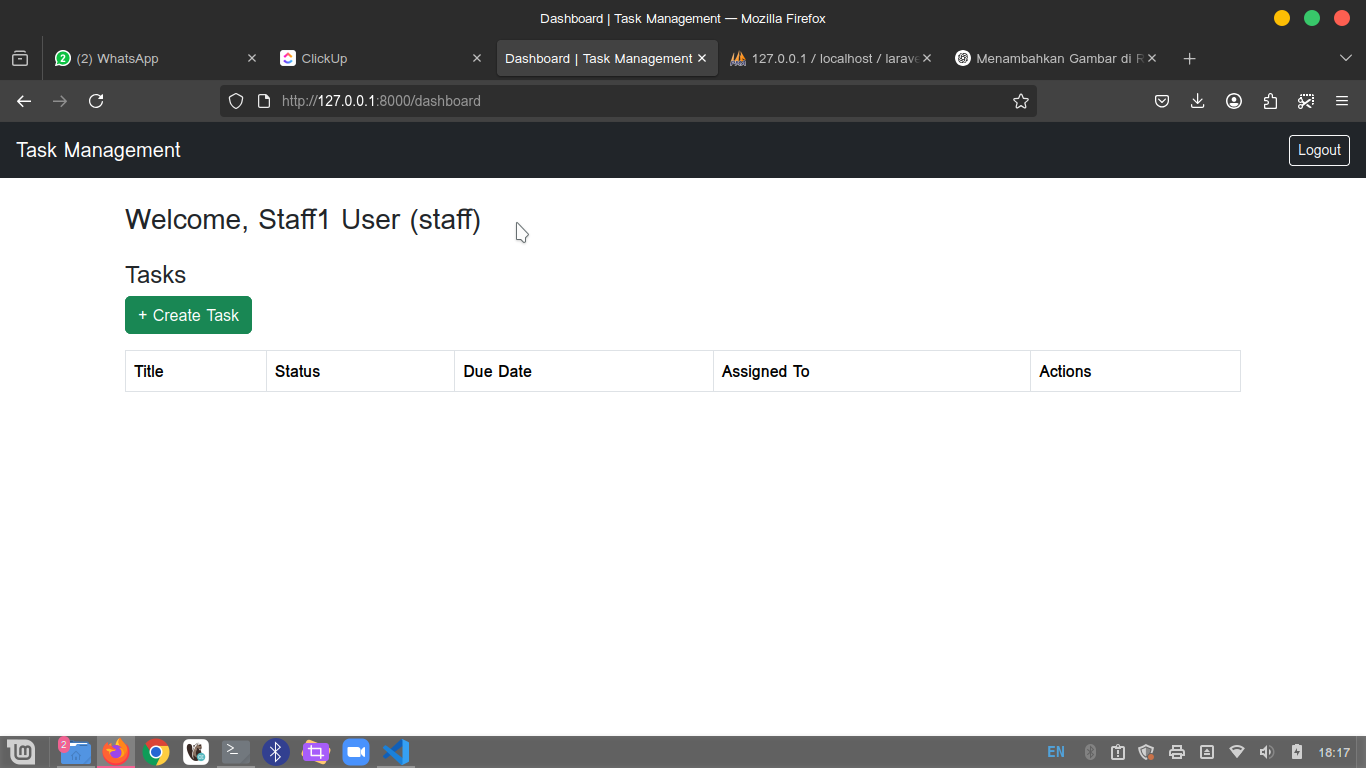 Dashboard | Task Management — Mozilla Firefox
2 (2) WhatsApp
ClickUp
Dashboard | Task Management
127.0.0.1 / localhost / larave
Menambahkan Gambar di R
http://127.0.0.1:8000/dashboard
Task Management
Logout
Welcome, Staff1 User (staff)
Tasks
+ Create Task
Title Status Due Date Assigned To Actions
2
EN
18:17